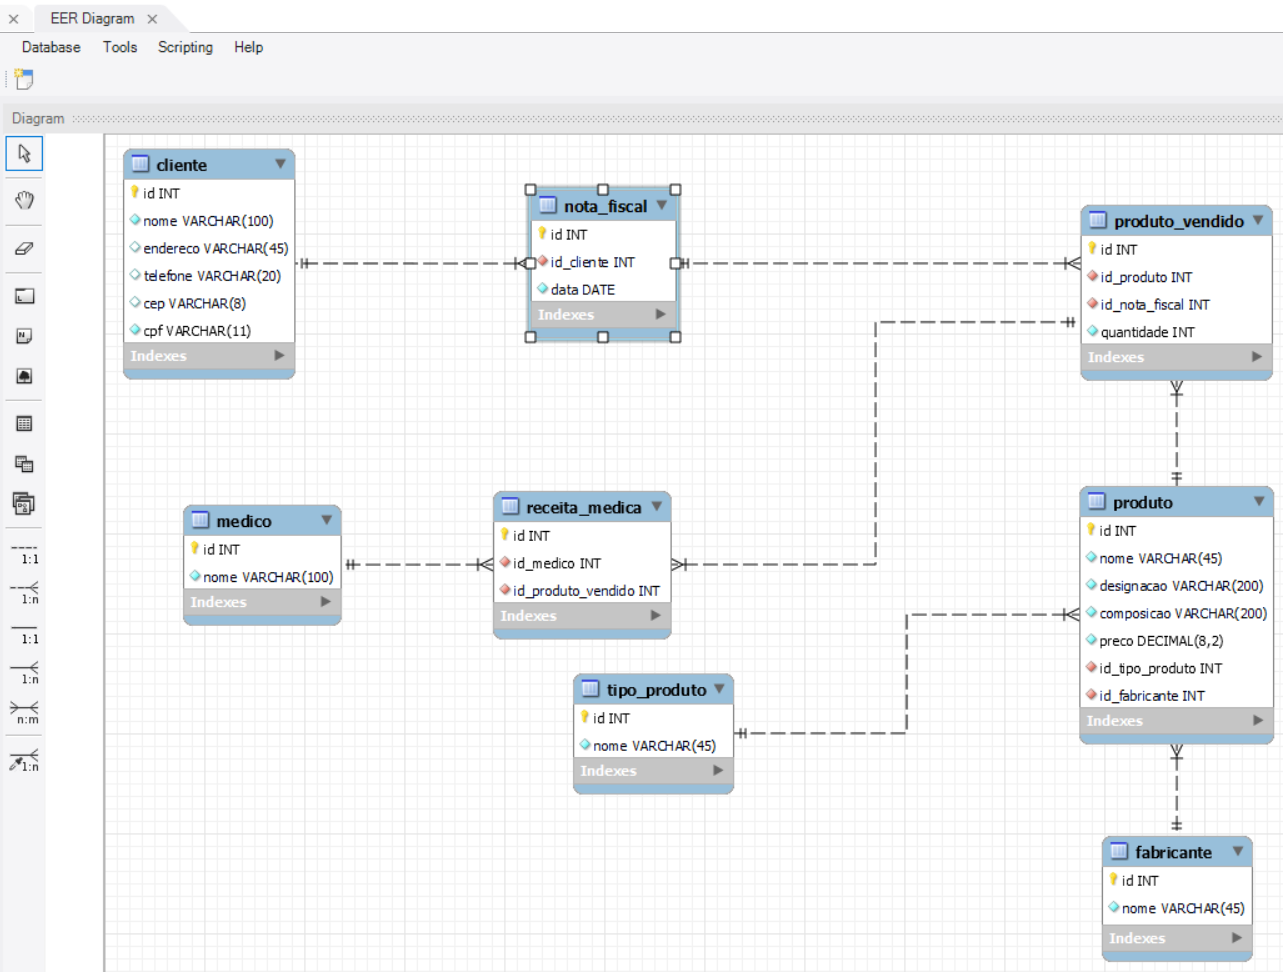 EER Diagram
Database Tools Scripting Help
Diagram
cliente
id INT
nome VARCHAR(100)
endereco VARCHAR(45)
telefone VARCHAR(20)
cep VARCHAR(8)
cpf VARCHAR(11)
Indexes
nota_fiscal
id INT
id_cliente INT
data DATE
Indexes
produto_vendido
id INT
id_produto INT
id_nota_fiscal INT
quantidade INT
Indexes
medico
id INT
nome VARCHAR(100)
Indexes
receita_medica
id INT
id_medico INT
id_produto_vendido INT
Indexes
produto
id INT
nome VARCHAR(45)
designacao VARCHAR(200)
composicao VARCHAR(200)
preco DECIMAL(8,2)
id_tipo_produto INT
id_fabricante INT
Indexes
tipo_produto
id INT
nome VARCHAR(45)
Indexes
fabricante
id INT
nome VARCHAR(45)
Indexes
1:1
1:n
1:1
1:n
n:m
1:n